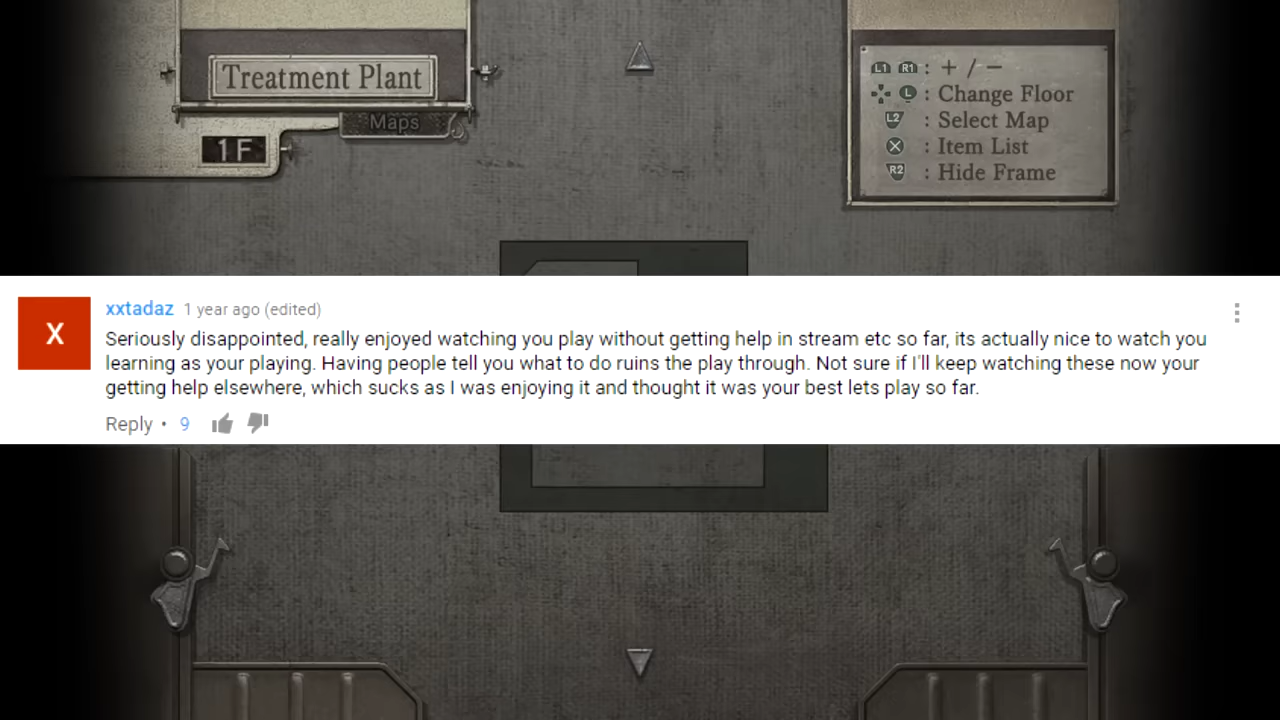 Treatment Plant
Maps
1F
L1 R1 : + / −
L : Change Floor
L2 : Select Map
: Item List
R2 : Hide Frame
X
xxtadaz 1 year ago (edited)
Seriously disappointed, really enjoyed watching you play without getting help in stream etc so far, its actually nice to watch you
learning as your playing. Having people tell you what to do ruins the play through. Not sure if I'll keep watching these now your
getting help elsewhere, which sucks as I was enjoying it and thought it was your best lets play so far.
Reply • 9